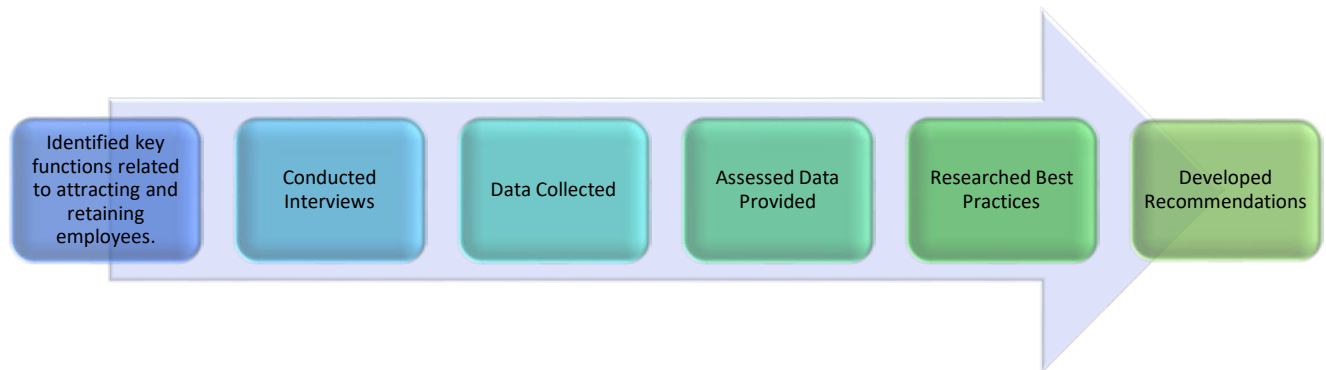 Identified key
functions related
to attracting and
retaining
employees.
Conducted
Interviews
Data Collected
Assessed Data
Provided
Researched Best
Practices
Developed
Recommendations